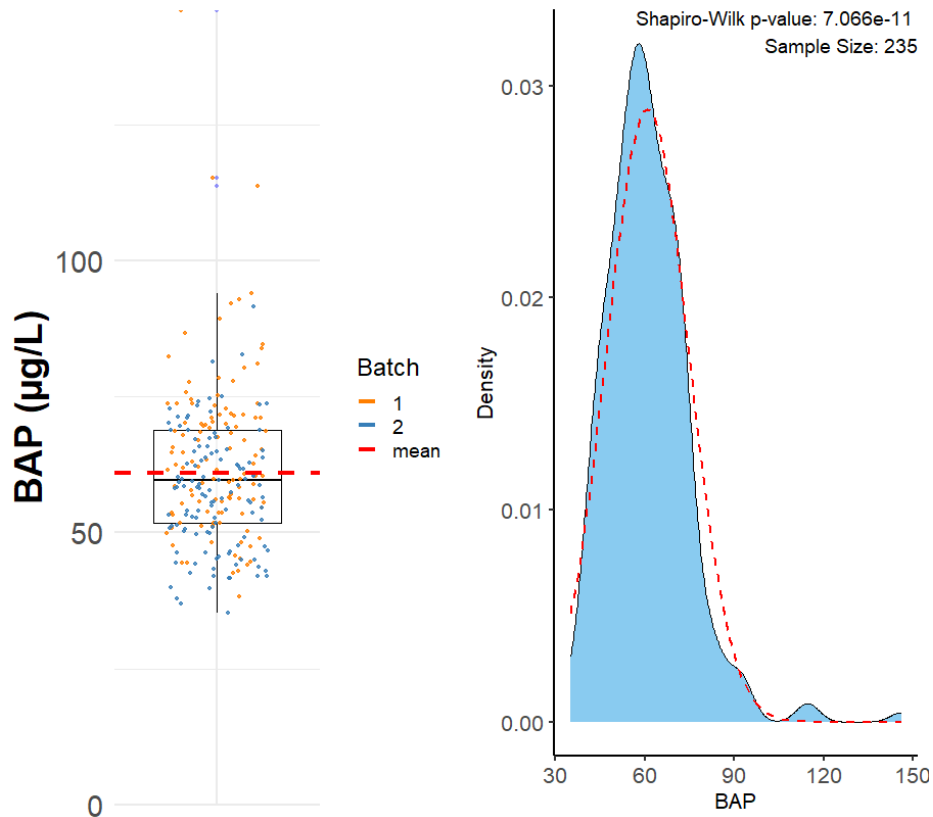 BAP (µg/L)
100
50
0
Batch
1
2
mean
Shapiro-Wilk p-value: 7.066e-11
Sample Size: 235
Density
0.03
0.02
0.01
0.00
30 60 90 120 150
BAP